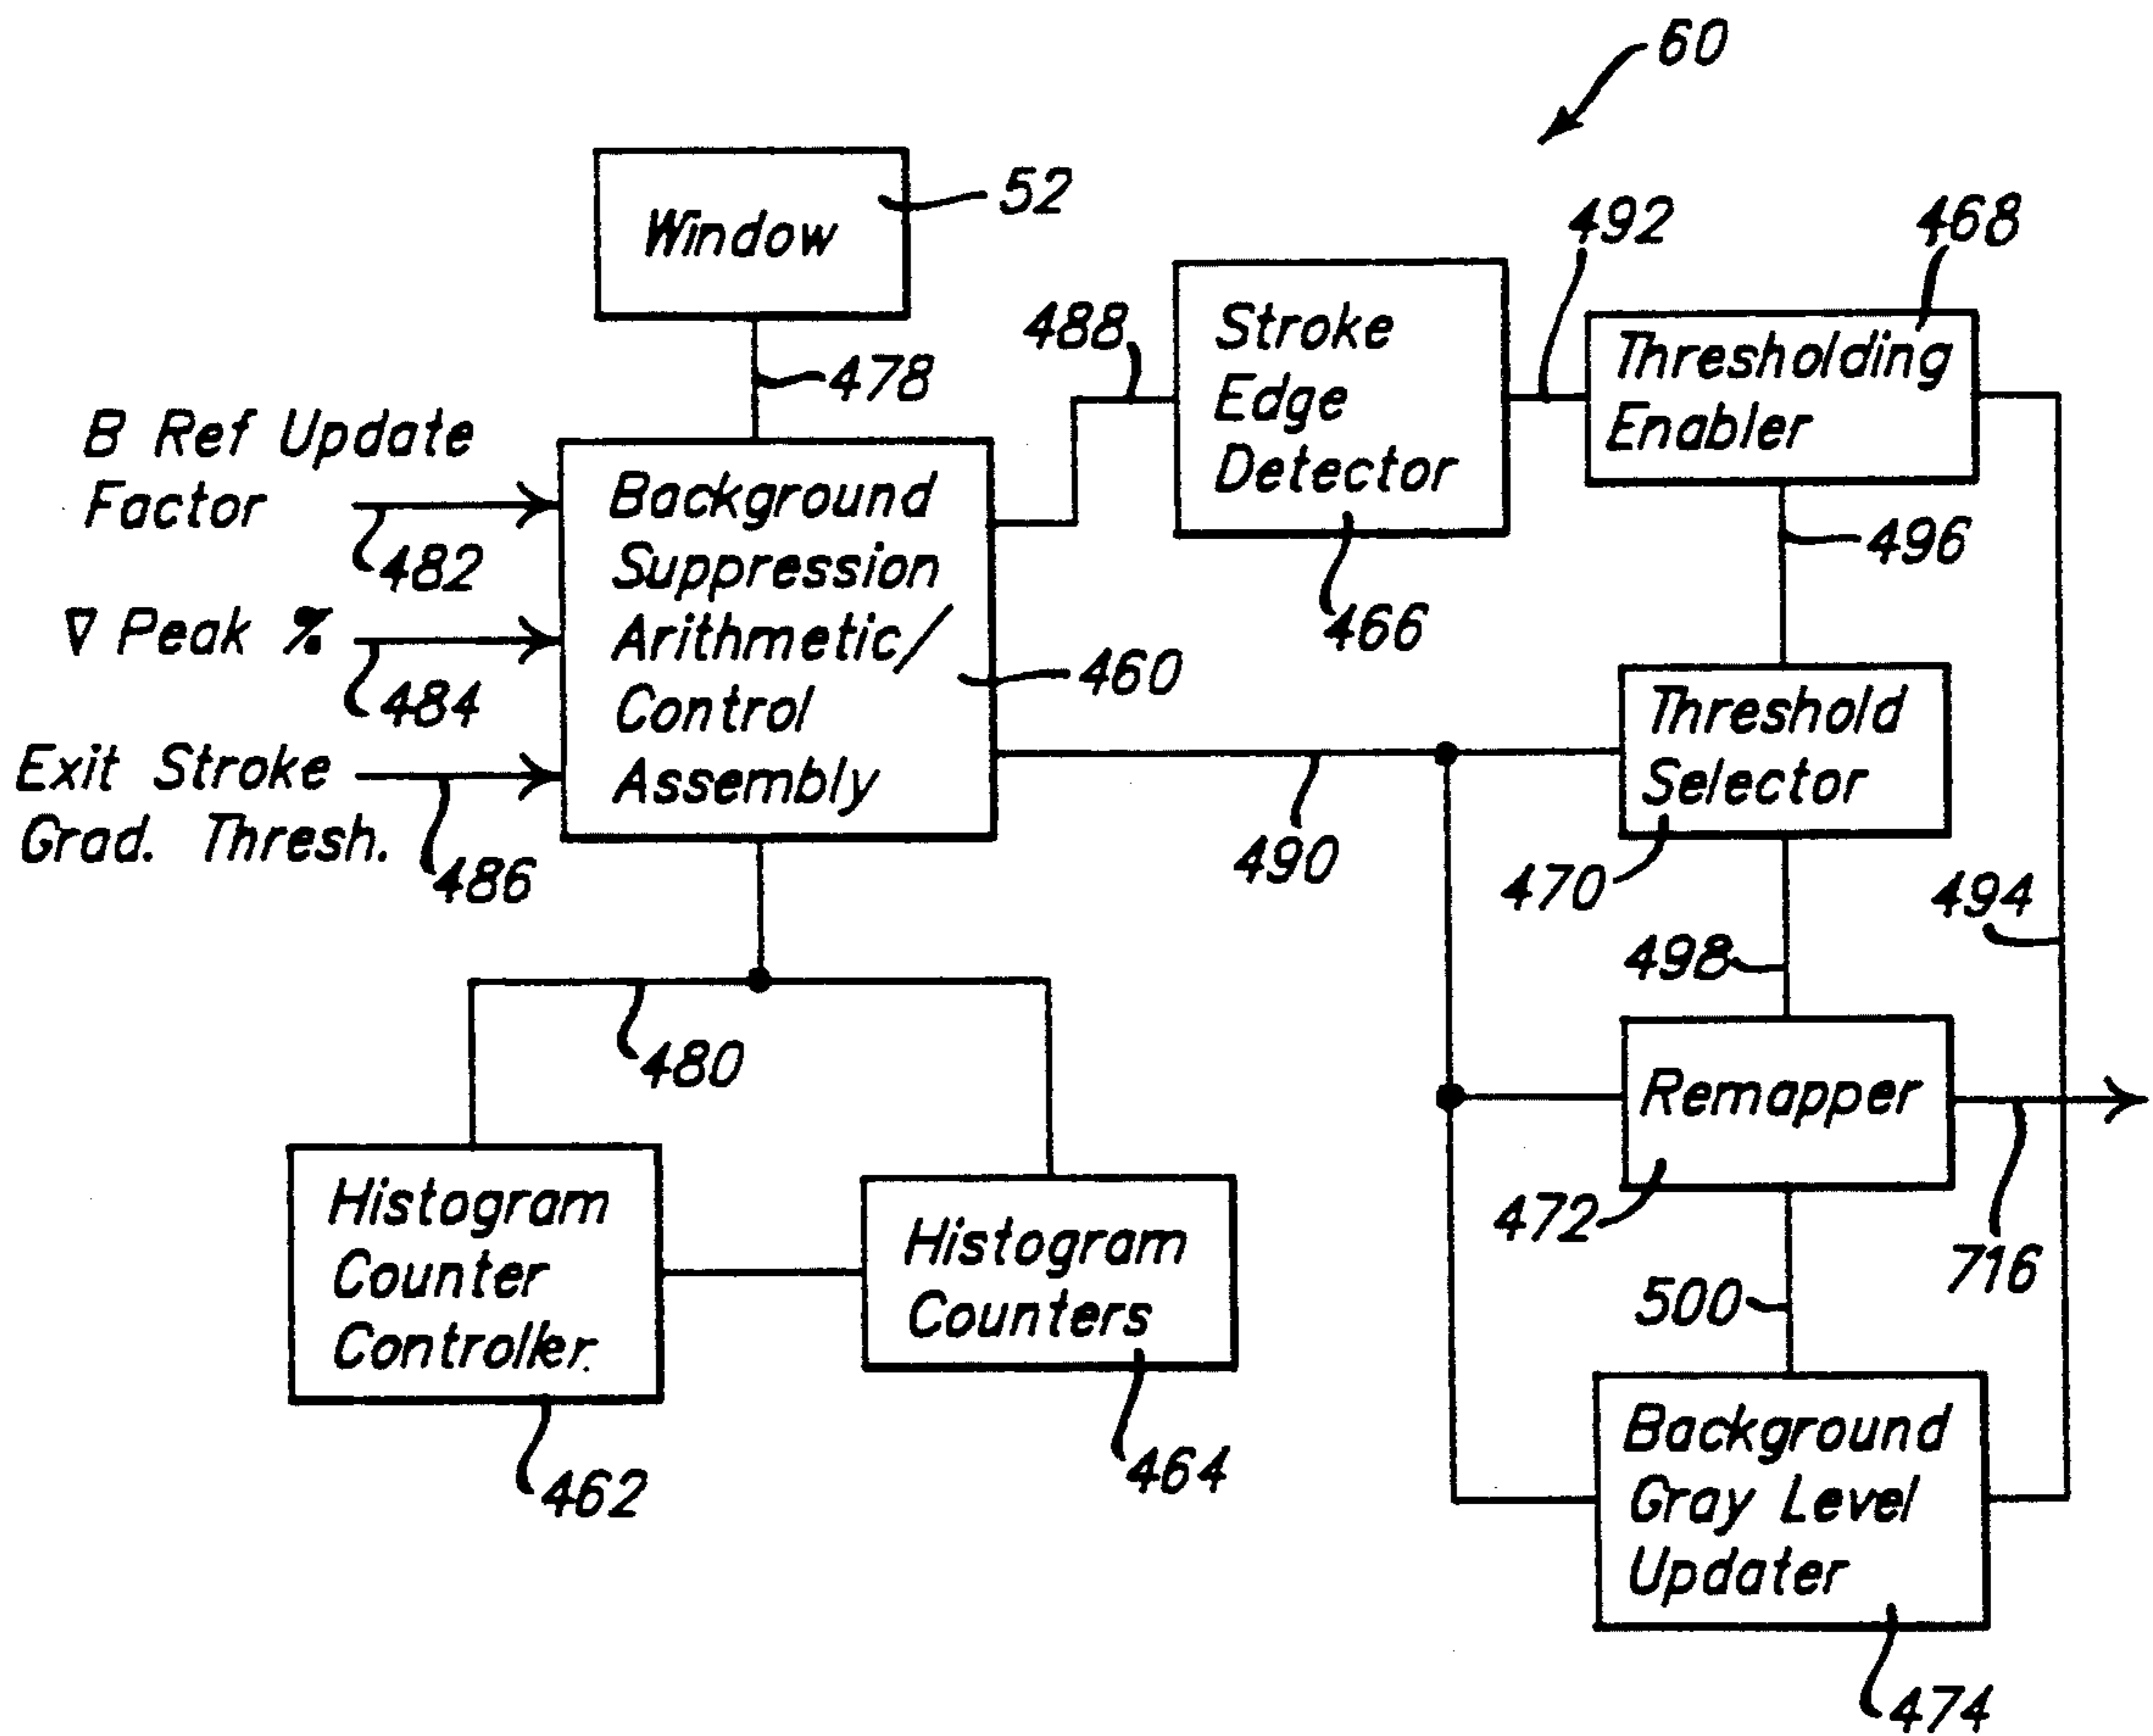 60
Window
52
478
488
Stroke
Edge
Detector
466
492
468
Thresholding
Enabler
496
B Ref Update
Factor
482
∇ Peak %
484
Exit Stroke
Grad. Thresh.
486
Background
Suppression
Arithmetic/
Control
Assembly
460
490
Threshold
Selector
470
494
498
480
Remapper
472
716
Histogram
Counter
Controller.
462
Histogram
Counters
464
500
Background
Gray Level
Updater
474